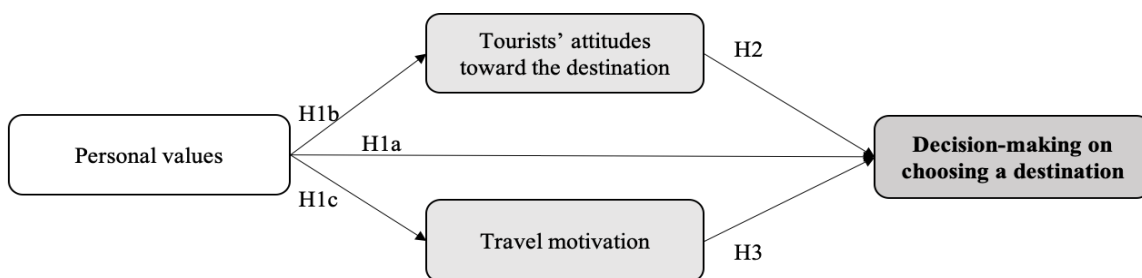 Tourists’ attitudes
toward the destination
H2
H1b
Personal values
H1a
Decision-making on
choosing a destination
H1c
Travel motivation
H3